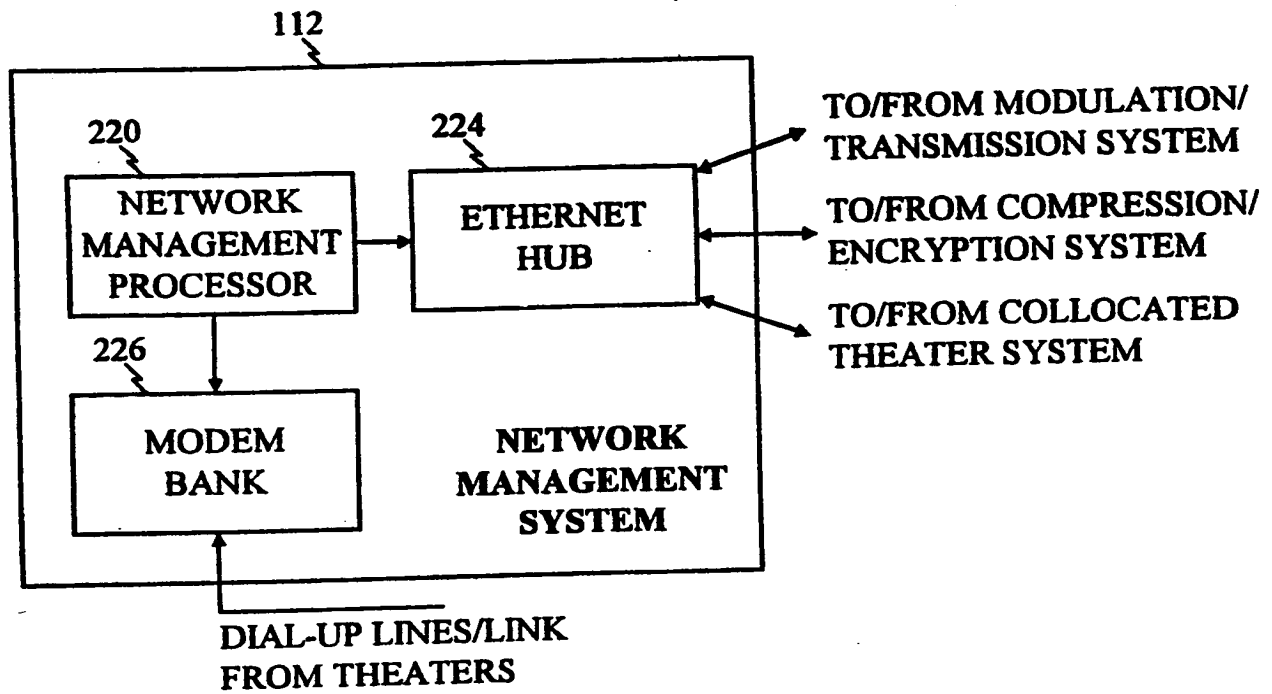 112
220
NETWORK
MANAGEMENT
PROCESSOR
224
ETHERNET
HUB
TO/FROM MODULATION/
TRANSMISSION SYSTEM
TO/FROM COMPRESSION/
ENCRYPTION SYSTEM
TO/FROM COLLOCATED
THEATER SYSTEM
226
MODEM
BANK
NETWORK
MANAGEMENT
SYSTEM
DIAL-UP LINES/LINK
FROM THEATERS